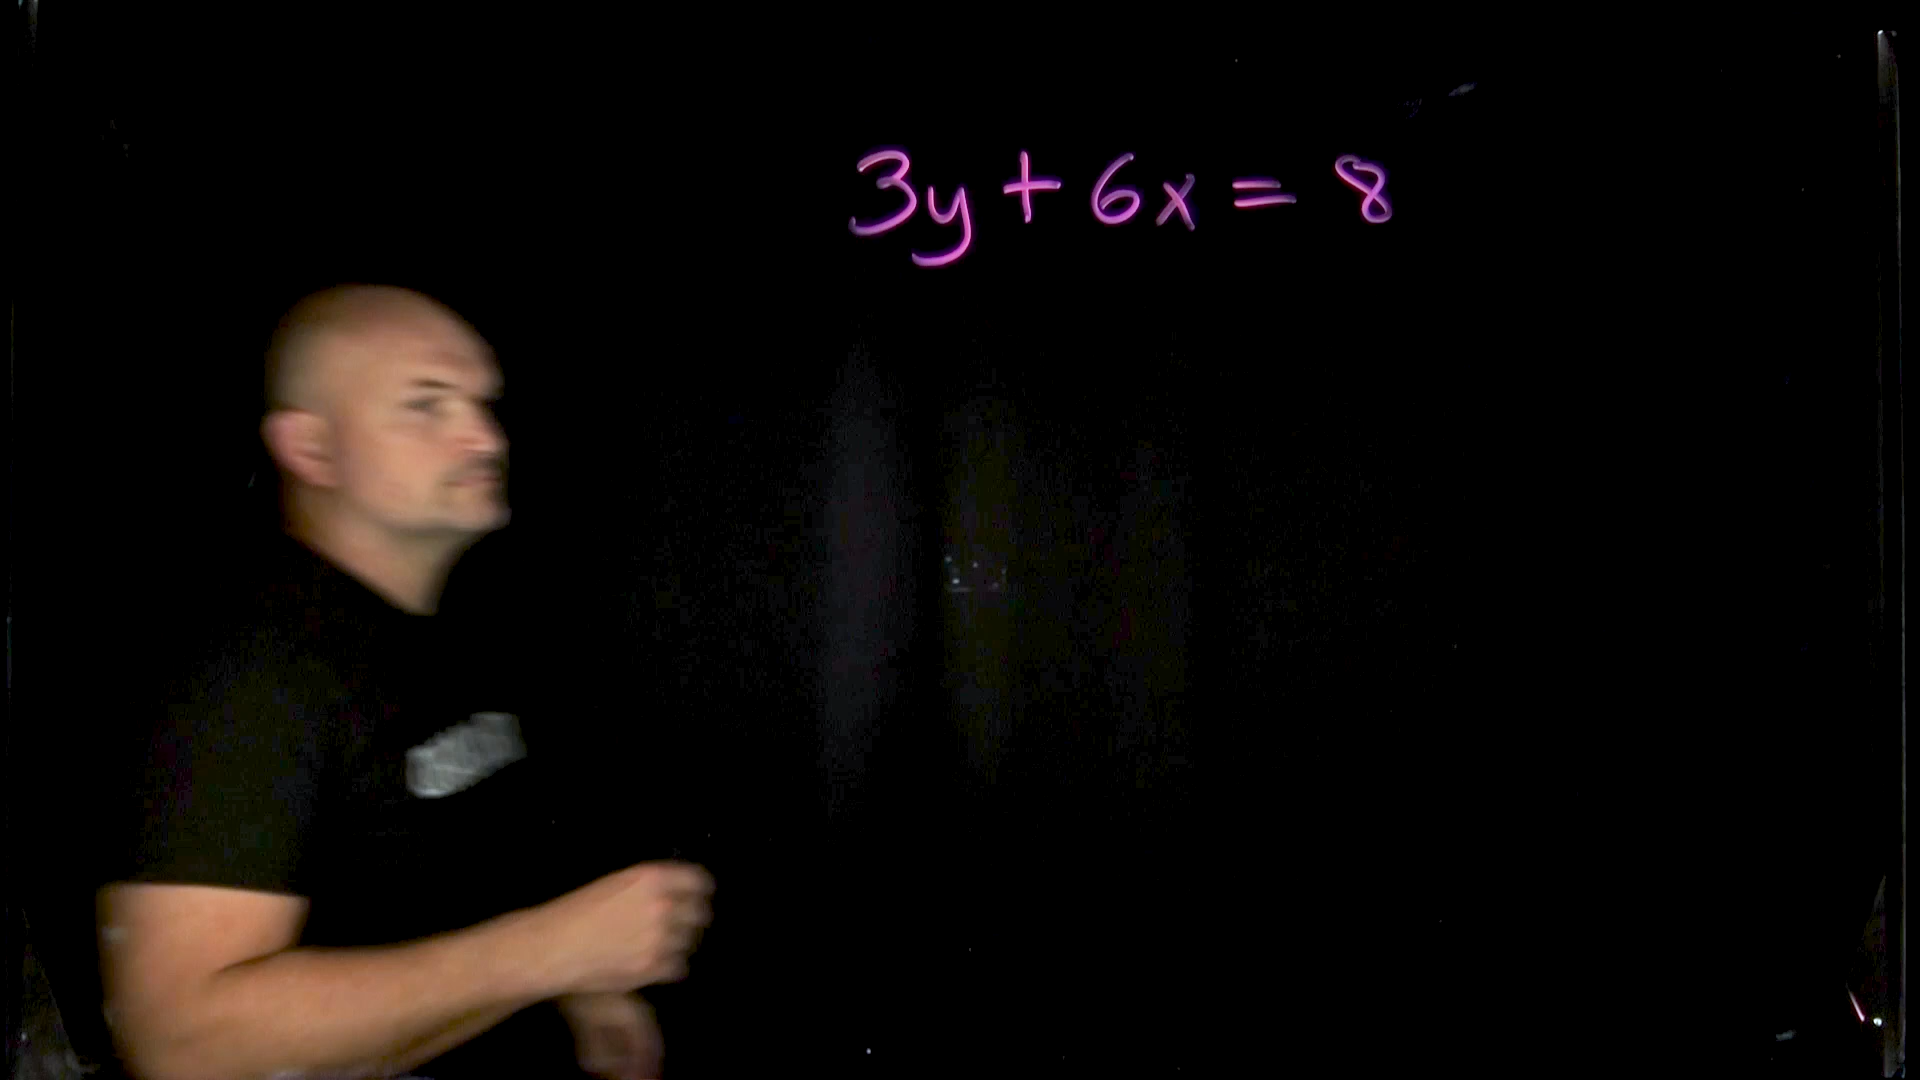 3y + 6x = 8